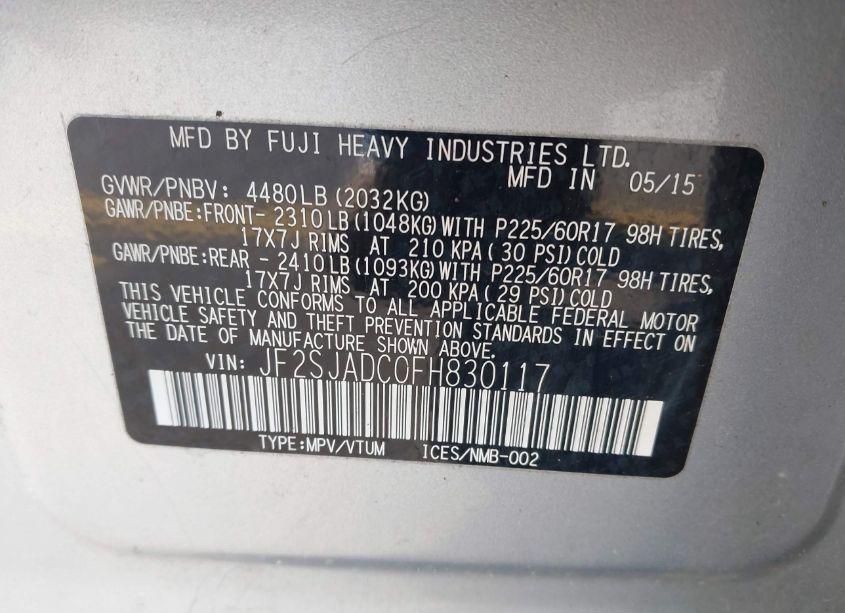 MFD BY FUJI HEAVY INDUSTRIES LTD.
MFD IN 05/15
GVWR/PNBV: 4480LB (2032KG)
GAWR/PNBE:FRONT- 2310LB (1048KG) WITH P225/60R17 98H TIRES,
17X7J RIMS AT 210 KPA ( 30 PSI) COLD
GAWR/PNBE:REAR - 2410LB (1093KG) WITH P225/60R17 98H TIRES,
17X7J RIMS AT 200 KPA ( 29 PSI) COLD
THIS VEHICLE CONFORMS TO ALL APPLICABLE FEDERAL MOTOR
VEHICLE SAFETY AND THEFT PREVENTION STANDARDS IN EFFECT ON
THE DATE OF MANUFACTURE SHOWN ABOVE.
VIN: JF2SJADC0FH830117
TYPE:MPV/VTUM ICES/NMB-002